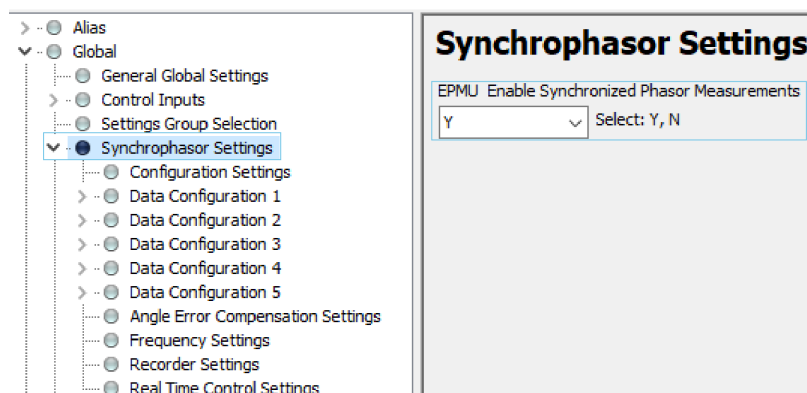 Alias
Global
General Global Settings
Control Inputs
Settings Group Selection
Synchrophasor Settings
Configuration Settings
Data Configuration 1
Data Configuration 2
Data Configuration 3
Data Configuration 4
Data Configuration 5
Angle Error Compensation Settings
Frequency Settings
Recorder Settings
Real Time Control Settings
Synchrophasor Settings
EPMU Enable Synchronized Phasor Measurements
Y Select: Y, N